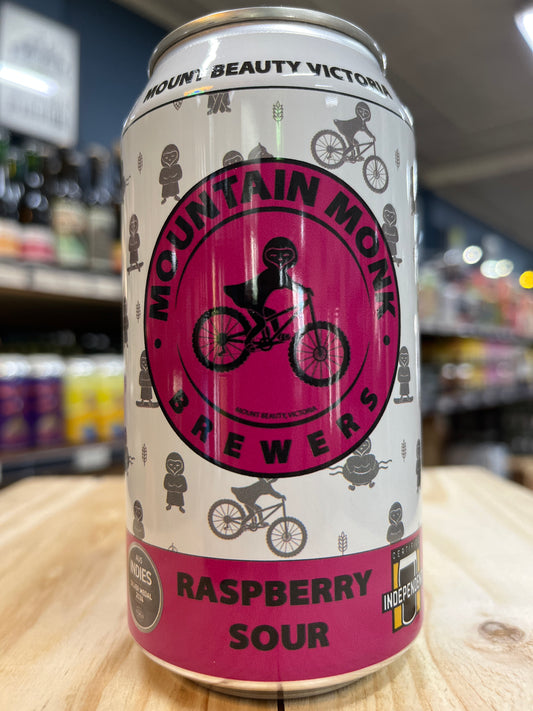 MOUNT BEAUTY VICTORIA
MOUNTAIN MONK
MOUNT BEAUTY, VICTORIA
BREWERS
INDIES
RASPBERRY
SOUR
INDEPENDENT